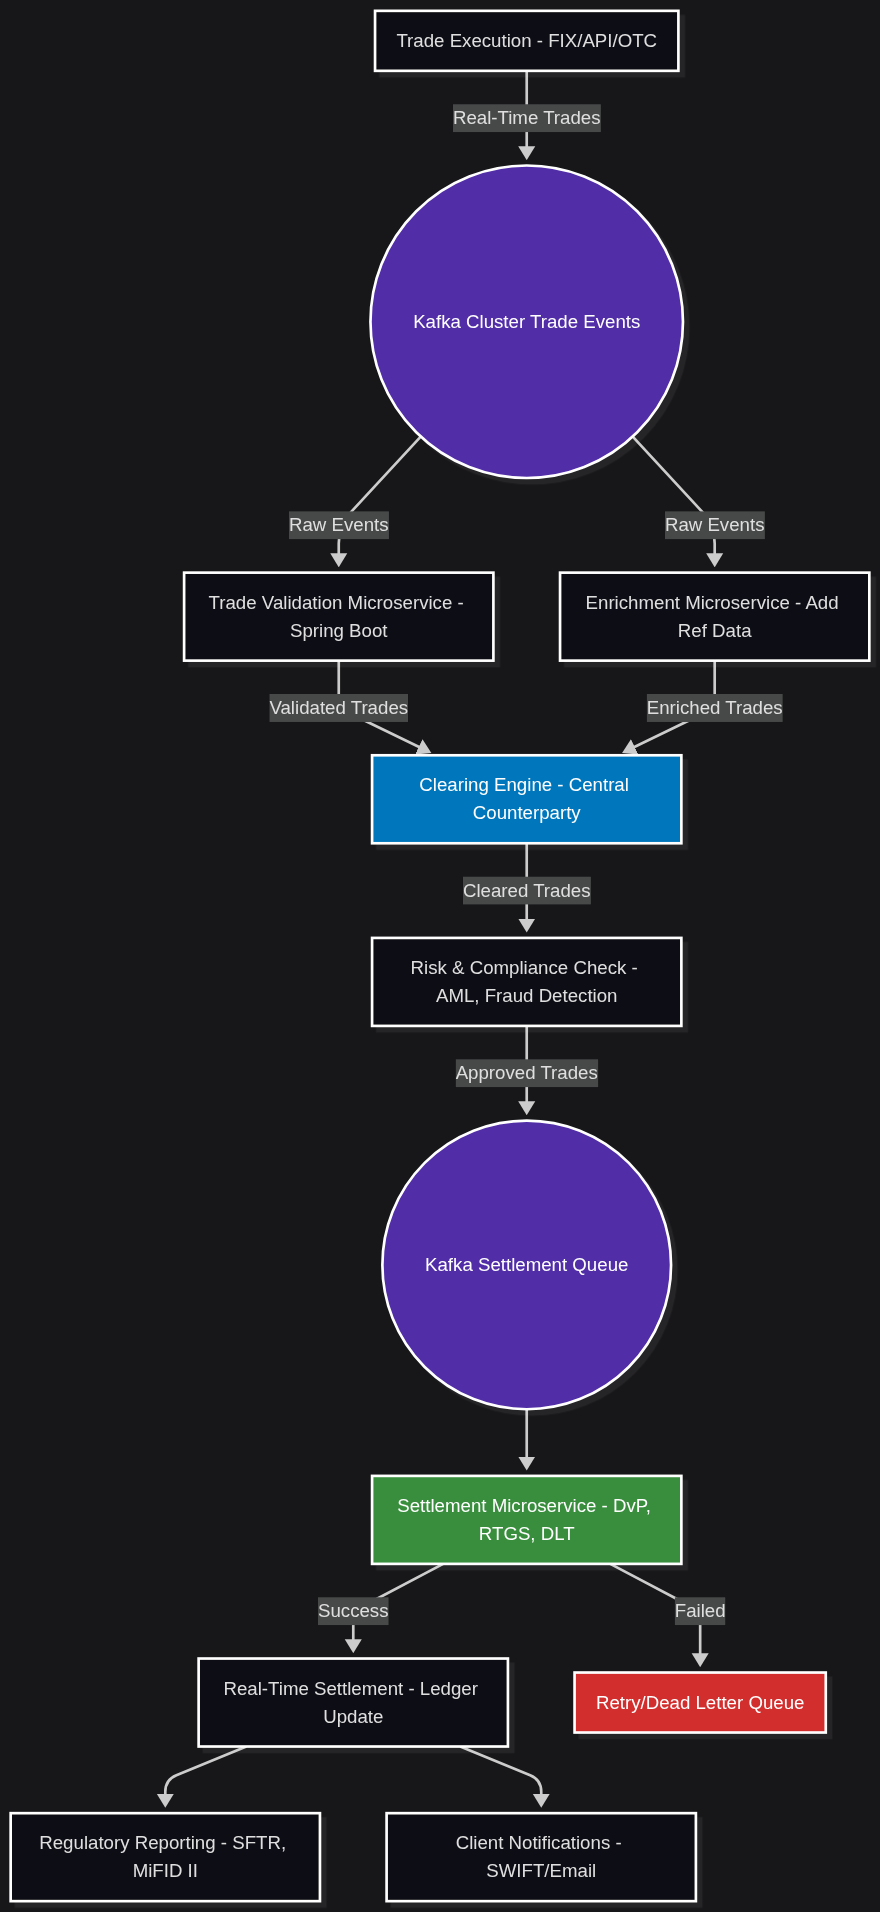 Trade Execution - FIX/API/OTC
Real-Time Trades
Kafka Cluster Trade Events
Raw Events
Raw Events
Trade Validation Microservice -
Spring Boot
Enrichment Microservice - Add
Ref Data
Validated Trades
Enriched Trades
Clearing Engine - Central
Counterparty
Cleared Trades
Risk & Compliance Check -
AML, Fraud Detection
Approved Trades
Kafka Settlement Queue
Settlement Microservice - DvP,
RTGS, DLT
Success
Failed
Real-Time Settlement - Ledger
Update
Retry/Dead Letter Queue
Regulatory Reporting - SFTR,
MiFID II
Client Notifications -
SWIFT/Email